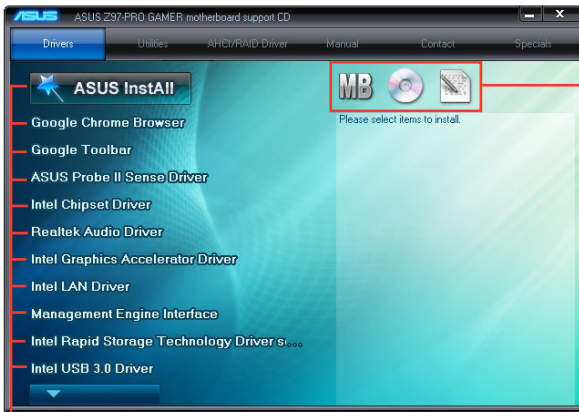 ASUS ASUS Z97-PRO GAMER motherboard support CD
Drivers Utilities AHCI/RAID Driver Manual Contact Specials
ASUS InstAll
MB
Please select items to install.
Google Chrome Browser
Google Toolbar
ASUS Probe II Sense Driver
Intel Chipset Driver
Realtek Audio Driver
Intel Graphics Accelerator Driver
Intel LAN Driver
Management Engine Interface
Intel Rapid Storage Technology Driver s...
Intel USB 3.0 Driver